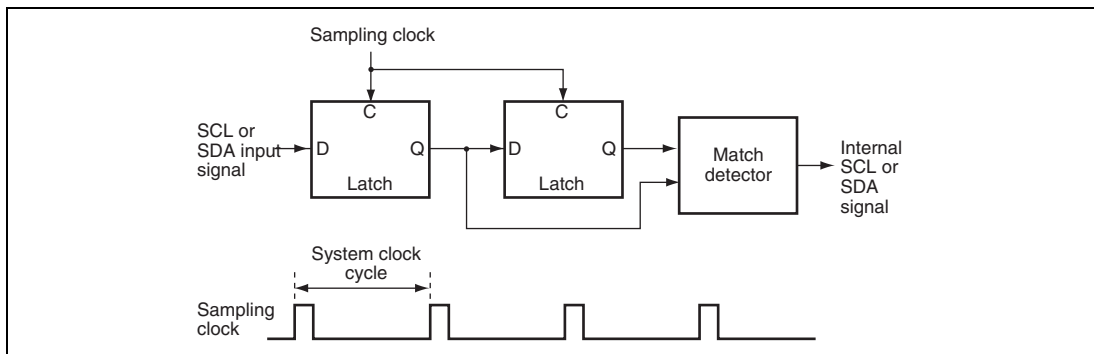 Sampling clock
C
C
SCL or
SDA input
signal
D
Q
Latch
D
Q
Latch
Match
detector
Internal
SCL or
SDA
signal
System clock
cycle
Sampling
clock